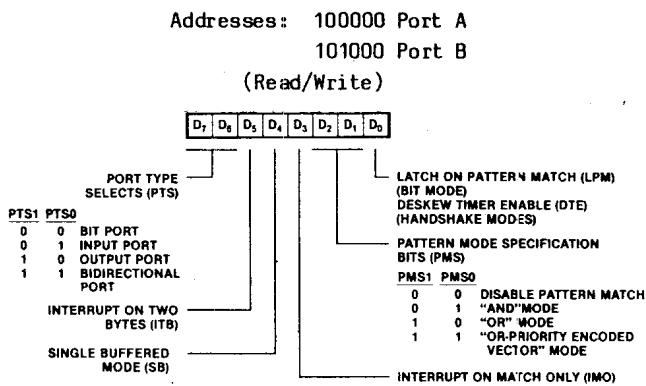 Addresses: 100000 Port A
101000 Port B
(Read/Write)
D7 D6 D5 D4 D3 D2 D1 D0
PORT TYPE
SELECTS (PTS)
PTS1 PTS0
0 0 BIT PORT
0 1 INPUT PORT
1 0 OUTPUT PORT
1 1 BIDIRECTIONAL
PORT
INTERRUPT ON TWO
BYTES (ITB)
SINGLE BUFFERED
MODE (SB)
LATCH ON PATTERN MATCH (LPM)
(BIT MODE)
DESKEW TIMER ENABLE (DTE)
(HANDSHAKE MODES)
PATTERN MODE SPECIFICATION
BITS (PMS)
PMS1 PMS0
0 0 DISABLE PATTERN MATCH
0 1 "AND"MODE
1 0 "OR" MODE
1 1 "OR-PRIORITY ENCODED
VECTOR" MODE
INTERRUPT ON MATCH ONLY (IMO)